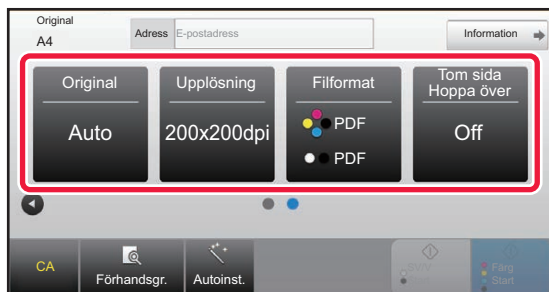 Original
A4
Adress E-postadress
Information
Original
Auto
Upplösning
200x200dpi
Filformat
PDF
PDF
Tom sida
Hoppa över
Off
CA
Förhandsgr.
Autoinst.
Färg
Start